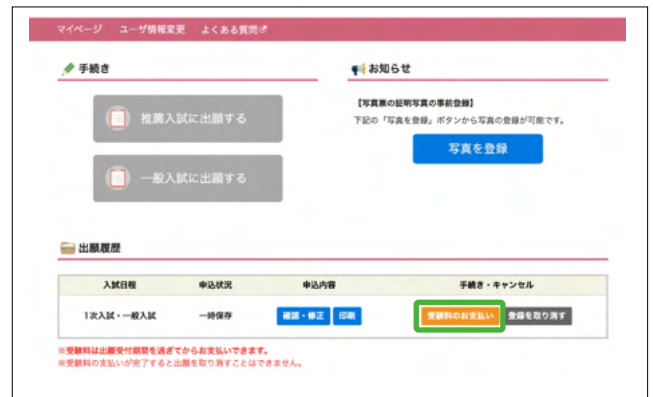 マイページ ユーザ情報変更 よくある質問
手続き
推薦入試に出願する
一般入試に出願する
お知らせ
【写真票の証明写真の事前登録】
下記の「写真を登録」ボタンから写真の登録が可能です。
写真を登録
出願履歴
入試日程 申込状況 申込内容 手続き・キャンセル
1次入試・一般入試 一時保存 確認・修正 印刷 受験料のお支払い 登録を取り消す
※受験料は出願受付期間を過ぎてからお支払いできます。
※受験料の支払いが完了すると出願を取り消すことはできません。